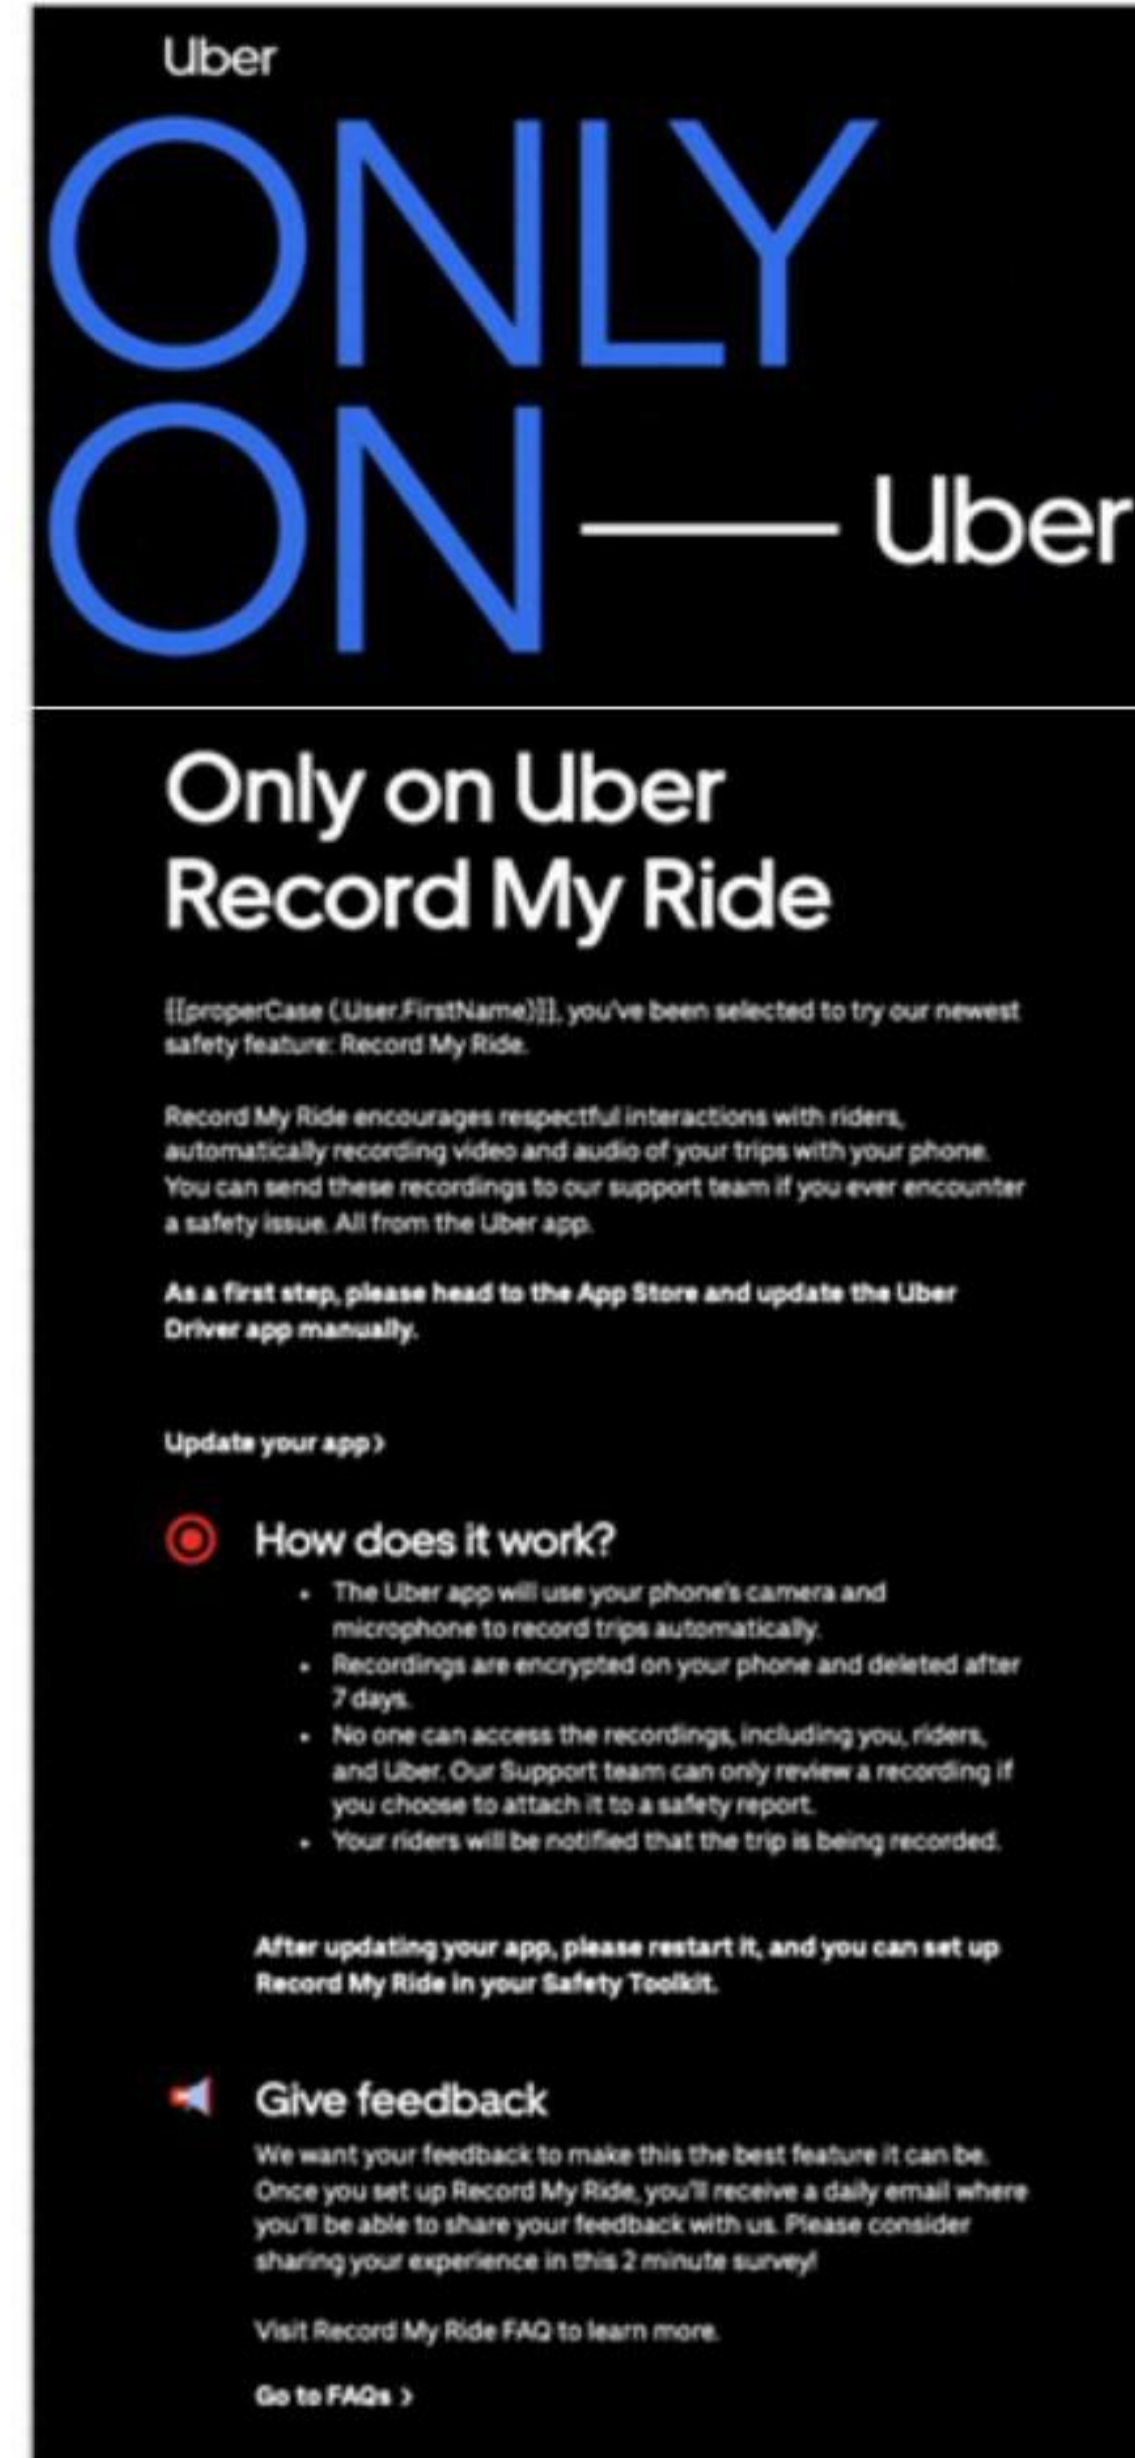 Uber
ONLY
ON — Uber
Only on Uber
Record My Ride
{[[properCase (.User.FirstName)]]}, you've been selected to try our newest
safety feature: Record My Ride.
Record My Ride encourages respectful interactions with riders,
automatically recording video and audio of your trips with your phone.
You can send these recordings to our support team if you ever encounter
a safety issue. All from the Uber app.
As a first step, please head to the App Store and update the Uber
Driver app manually.
Update your app >
How does it work?
• The Uber app will use your phone's camera and
microphone to record trips automatically.
• Recordings are encrypted on your phone and deleted after
7 days.
• No one can access the recordings, including you, riders,
and Uber. Our Support team can only review a recording if
you choose to attach it to a safety report.
• Your riders will be notified that the trip is being recorded.
After updating your app, please restart it, and you can set up
Record My Ride in your Safety Toolkit.
Give feedback
We want your feedback to make this the best feature it can be.
Once you set up Record My Ride, you'll receive a daily email where
you'll be able to share your feedback with us. Please consider
sharing your experience in this 2 minute survey!
Visit Record My Ride FAQ to learn more.
Go to FAQs >